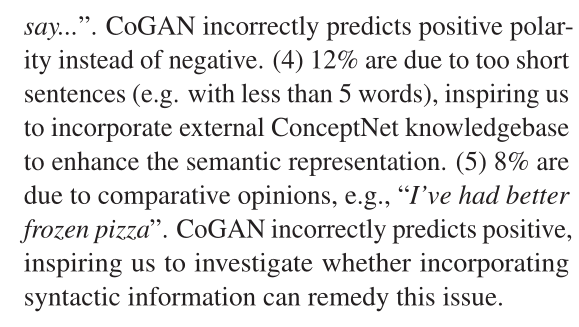 say...”. CoGAN incorrectly predicts positive polar-
ity instead of negative. (4) 12% are due to too short
sentences (e.g. with less than 5 words), inspiring us
to incorporate external ConceptNet knowledgebase
to enhance the semantic representation. (5) 8% are
due to comparative opinions, e.g., “I’ve had better
frozen pizza”. CoGAN incorrectly predicts positive,
inspiring us to investigate whether incorporating
syntactic information can remedy this issue.